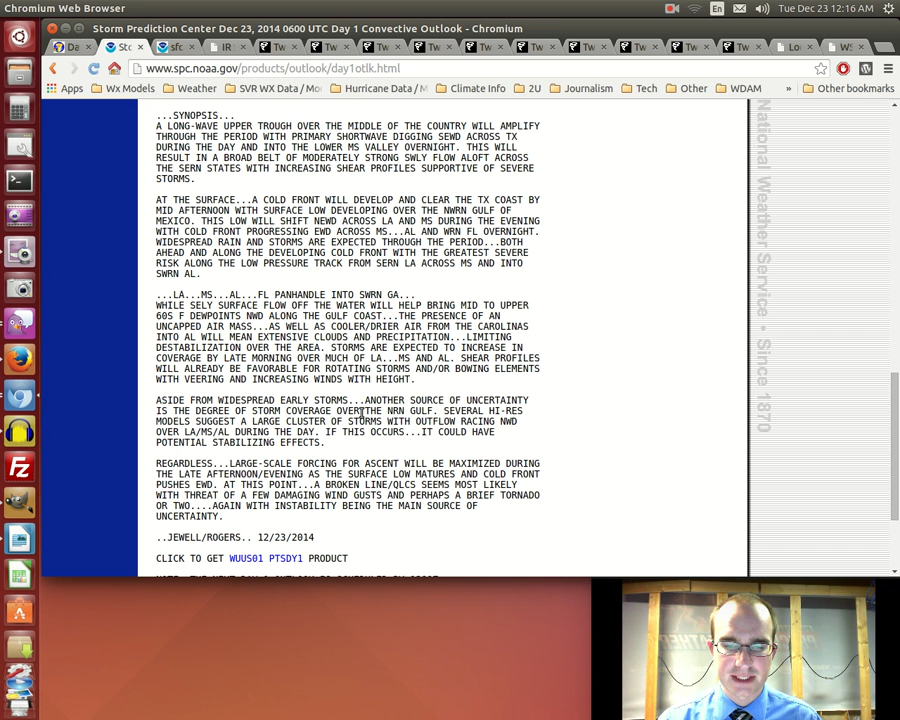 Chromium Web Browser
En
Tue Dec 23, 12:16 AM
Storm Prediction Center Dec 23, 2014 0600 UTC Day 1 Convective Outlook - Chromium
Da
Sto
sfc
IR
Tw
Tw
Tw
Tw
Tw
Tw
Tw
Tw
Tw
Tw
Lo
www.spc.noaa.gov/products/outlook/day1otlk.html
Apps
Wx Models
Weather
SVR WX Data / Mo
Hurricane Data / M
Climate Info
2U
Journalism
Tech
Other
WDAM
»
Other bookmarks
...SYNOPSIS...
A LONG-WAVE UPPER TROUGH OVER THE MIDDLE OF THE COUNTRY WILL AMPLIFY
THROUGH THE PERIOD WITH PRIMARY SHORTWAVE DIGGING SEWD ACROSS TX
DURING THE DAY AND INTO THE LOWER MS VALLEY OVERNIGHT. THIS WILL
RESULT IN A BROAD BELT OF MODERATELY STRONG SWLY FLOW ALOFT ACROSS
THE SERN STATES WITH INCREASING SHEAR PROFILES SUPPORTIVE OF SEVERE
STORMS.
AT THE SURFACE...A COLD FRONT WILL DEVELOP AND CLEAR THE TX COAST BY
MID AFTERNOON WITH SURFACE LOW DEVELOPING OVER THE NWRN GULF OF
MEXICO. THIS LOW WILL SHIFT NEWD ACROSS LA AND MS DURING THE EVENING
WITH COLD FRONT PROGRESSING EWD ACROSS MS...AL AND WRN FL OVERNIGHT.
WIDESPREAD RAIN AND STORMS ARE EXPECTED THROUGH THE PERIOD...BOTH
AHEAD AND ALONG THE DEVELOPING COLD FRONT WITH THE GREATEST SEVERE
RISK ALONG THE LOW PRESSURE TRACK FROM SERN LA ACROSS MS AND INTO
SWRN AL.
...LA...MS...AL...FL PANHANDLE INTO SWRN GA...
WHILE SELY SURFACE FLOW OFF THE WATER WILL HELP BRING MID TO UPPER
60S F DEWPOINTS NWD ALONG THE GULF COAST...THE PRESENCE OF AN
UNCAPPED AIR MASS...AS WELL AS COOLER/DRIER AIR FROM THE CAROLINAS
INTO AL WILL MEAN EXTENSIVE CLOUDS AND PRECIPITATION...LIMITING
DESTABILIZATION OVER THE AREA. STORMS ARE EXPECTED TO INCREASE IN
COVERAGE BY LATE MORNING OVER MUCH OF LA...MS AND AL. SHEAR PROFILES
WILL ALREADY BE FAVORABLE FOR ROTATING STORMS AND/OR BOWING ELEMENTS
WITH VEERING AND INCREASING WINDS WITH HEIGHT.
ASIDE FROM WIDESPREAD EARLY STORMS...ANOTHER SOURCE OF UNCERTAINTY
IS THE DEGREE OF STORM COVERAGE OVER THE NRN GULF. SEVERAL HI-RES
MODELS SUGGEST A LARGE CLUSTER OF STORMS WITH OUTFLOW RACING NWD
OVER LA/MS/AL DURING THE DAY. IF THIS OCCURS...IT COULD HAVE
POTENTIAL STABILIZING EFFECTS.
REGARDLESS...LARGE-SCALE FORCING FOR ASCENT WILL BE MAXIMIZED DURING
THE LATE AFTERNOON/EVENING AS THE SURFACE LOW MATURES AND COLD FRONT
PUSHES EWD. AT THIS POINT...A BROKEN LINE/QLCS SEEMS MOST LIKELY
WITH THREAT OF A FEW DAMAGING WIND GUSTS AND PERHAPS A BRIEF TORNADO
OR TWO....AGAIN WITH INSTABILITY BEING THE MAIN SOURCE OF
UNCERTAINTY.
..JEWELL/ROGERS.. 12/23/2014
CLICK TO GET WUUS01 PTSDY1 PRODUCT
National Weather Service • Since 1870